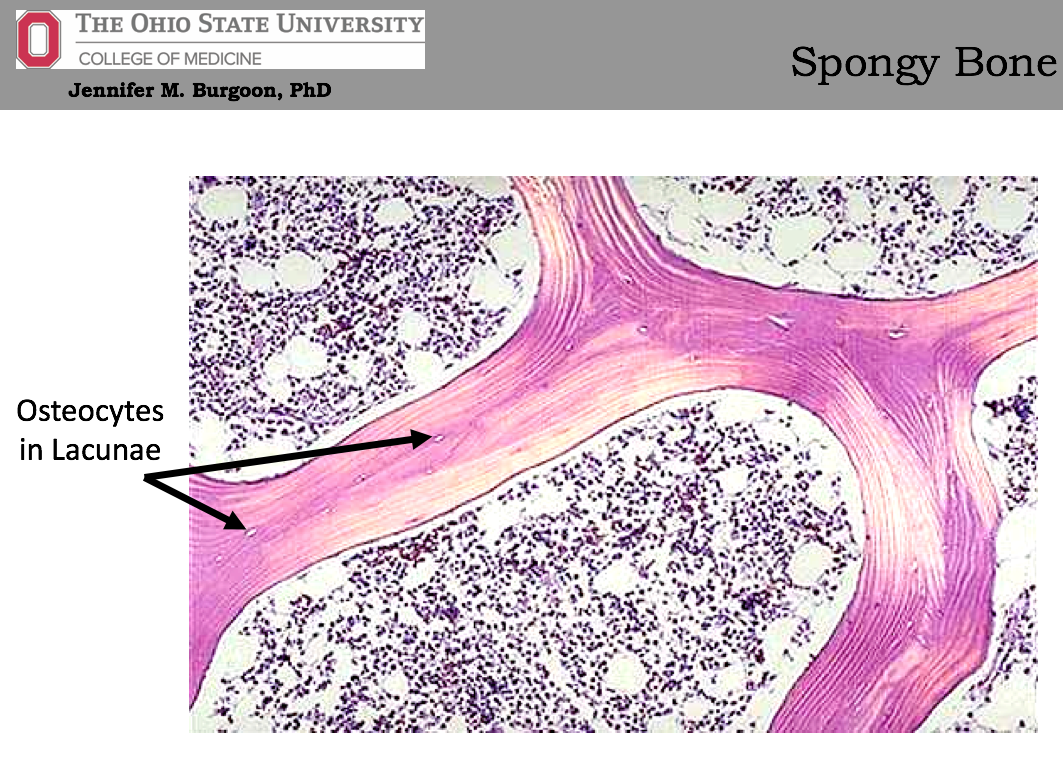 THE OHIO STATE UNIVERSITY
COLLEGE OF MEDICINE
Jennifer M. Burgoon, PhD
Spongy Bone
Osteocytes
in Lacunae